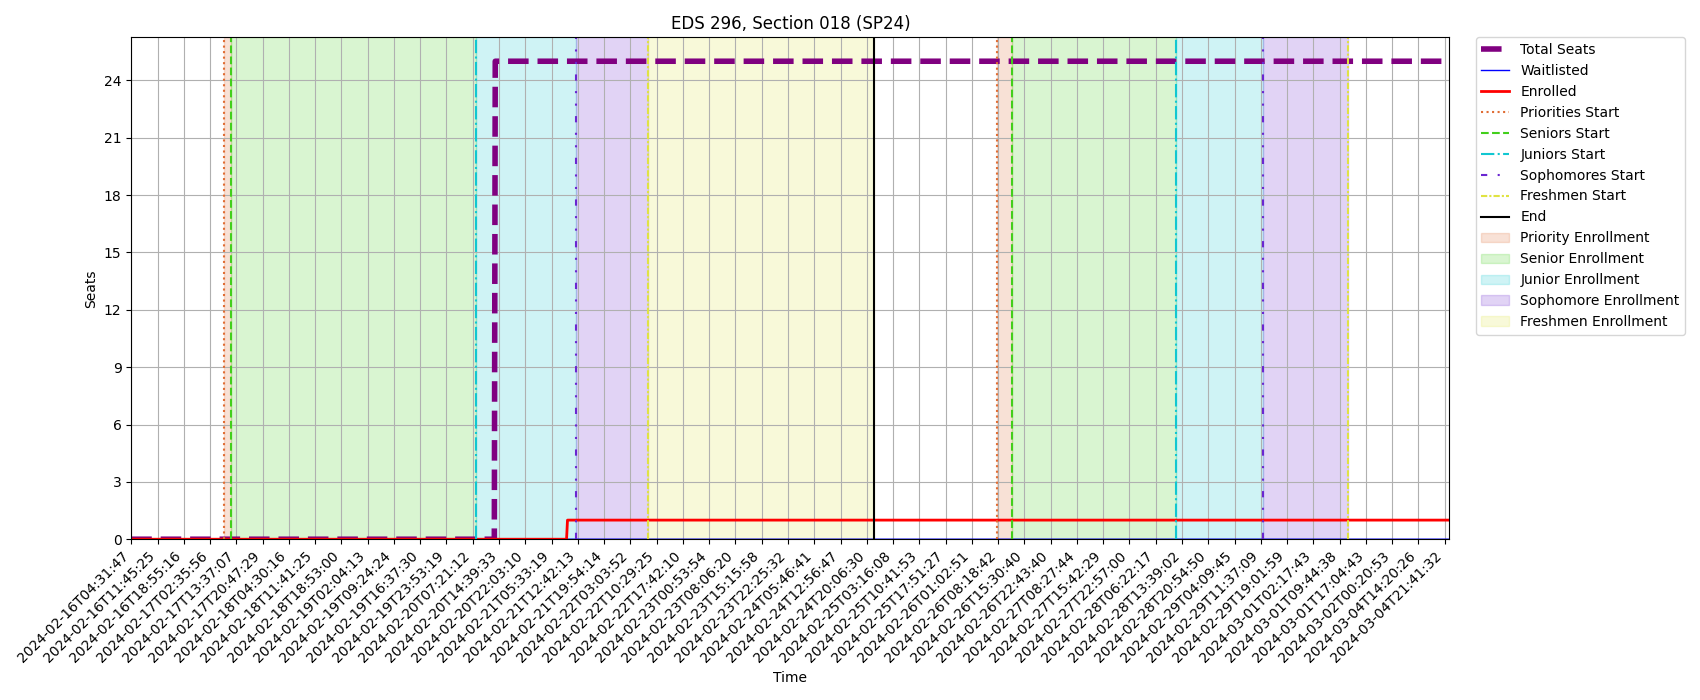 EDS 296, Section 018 (SP24)
Seats
24
21
18
15
12
9
6
3
0
2024-02-16T04:31:47
2024-02-16T11:45:25
2024-02-16T18:55:16
2024-02-17T02:35:56
2024-02-17T13:37:07
2024-02-17T20:47:29
2024-02-18T04:30:16
2024-02-18T11:41:25
2024-02-18T18:53:00
2024-02-19T02:04:13
2024-02-19T09:24:24
2024-02-19T16:37:30
2024-02-19T23:53:19
2024-02-20T07:21:12
2024-02-20T14:39:33
2024-02-20T22:03:10
2024-02-21T05:33:19
2024-02-21T12:42:13
2024-02-21T19:54:14
2024-02-22T03:03:52
2024-02-22T10:29:25
2024-02-22T17:42:10
2024-02-23T00:53:54
2024-02-23T08:06:20
2024-02-23T15:15:58
2024-02-23T22:25:32
2024-02-24T05:46:41
2024-02-24T12:56:47
2024-02-24T20:06:30
2024-02-25T03:16:08
2024-02-25T10:41:53
2024-02-25T17:51:27
2024-02-26T01:02:51
2024-02-26T08:18:42
2024-02-26T15:30:40
2024-02-26T22:43:40
2024-02-27T08:27:44
2024-02-27T15:42:29
2024-02-27T22:57:00
2024-02-28T06:22:17
2024-02-28T13:39:02
2024-02-28T20:54:50
2024-02-29T04:09:45
2024-02-29T11:37:09
2024-02-29T19:01:59
2024-03-01T02:17:43
2024-03-01T09:44:38
2024-03-01T17:04:43
2024-03-02T00:20:53
2024-03-04T14:20:26
2024-03-04T21:41:32
Time
Total Seats
Waitlisted
Enrolled
Priorities Start
Seniors Start
Juniors Start
Sophomores Start
Freshmen Start
End
Priority Enrollment
Senior Enrollment
Junior Enrollment
Sophomore Enrollment
Freshmen Enrollment